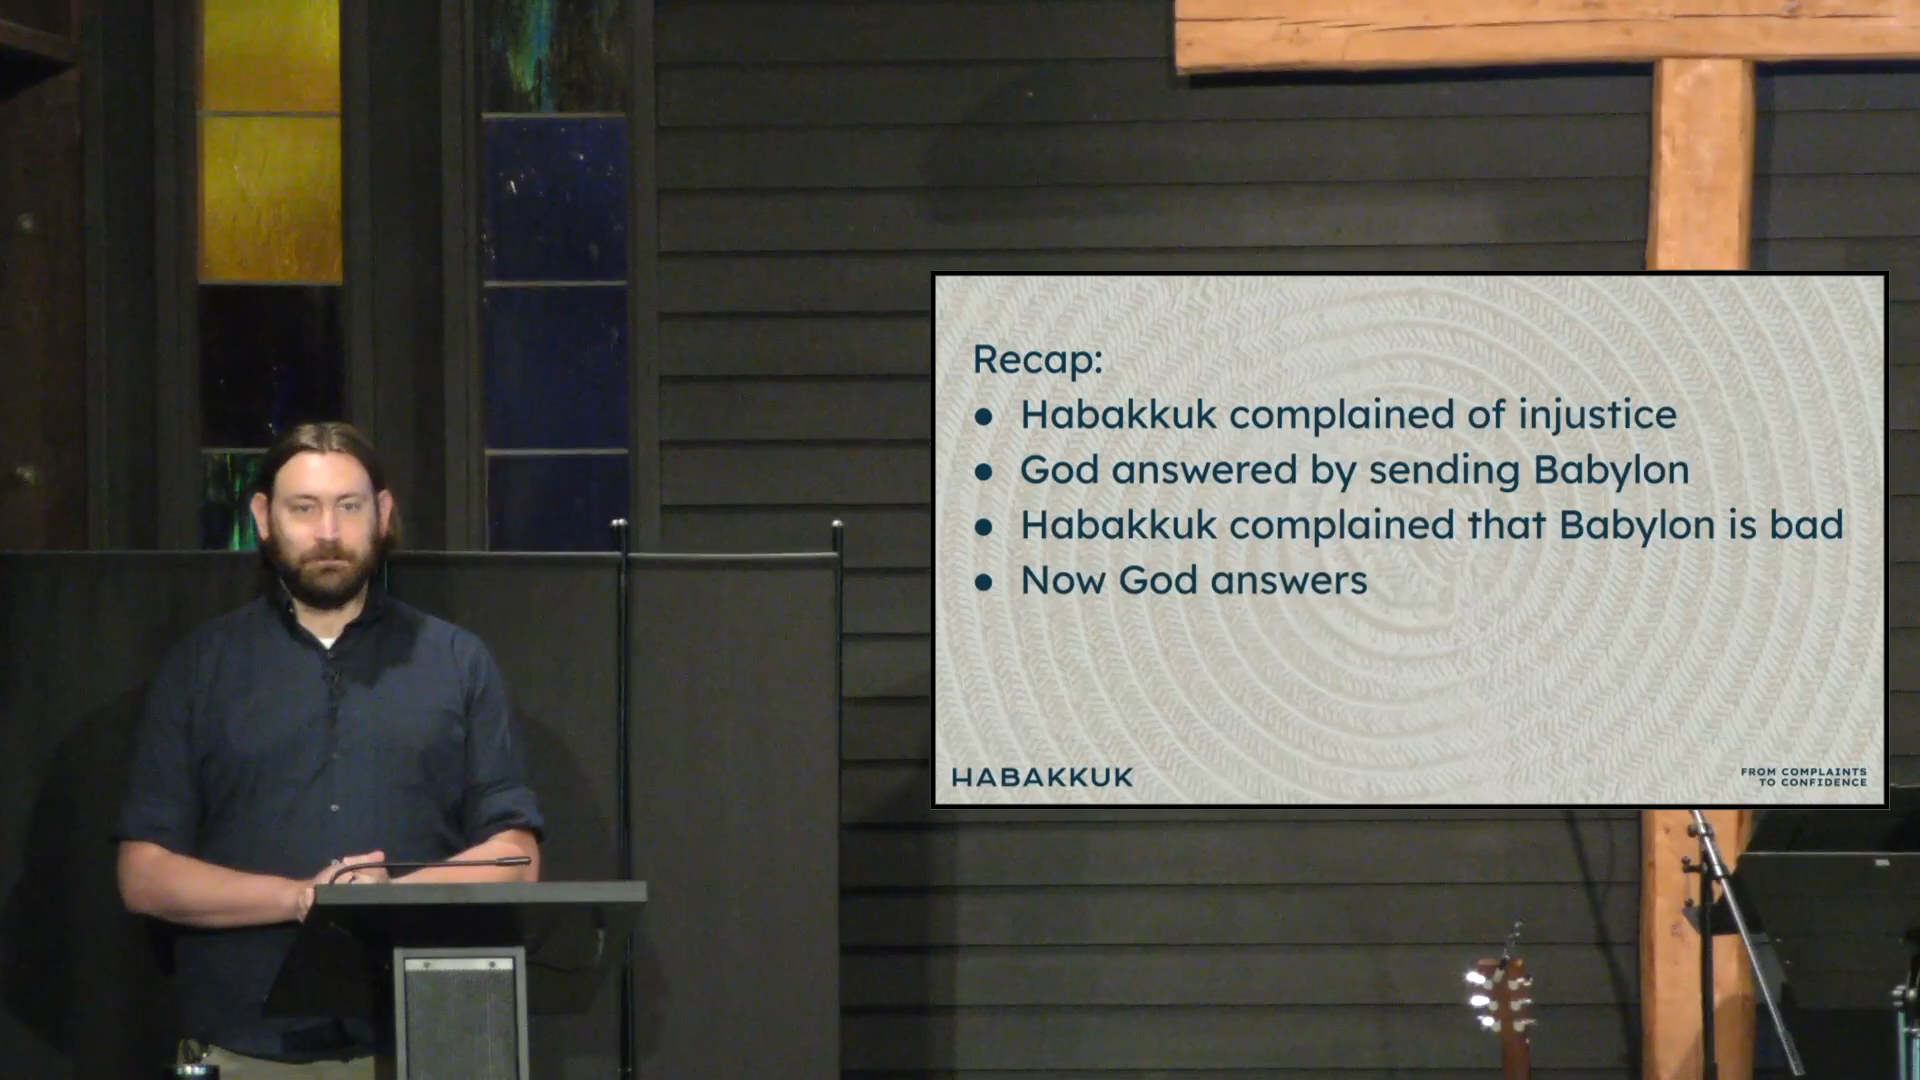 Recap:
● Habakkuk complained of injustice
● God answered by sending Babylon
● Habakkuk complained that Babylon is bad
● Now God answers
HABAKKUK
FROM COMPLAINTS
TO CONFIDENCE